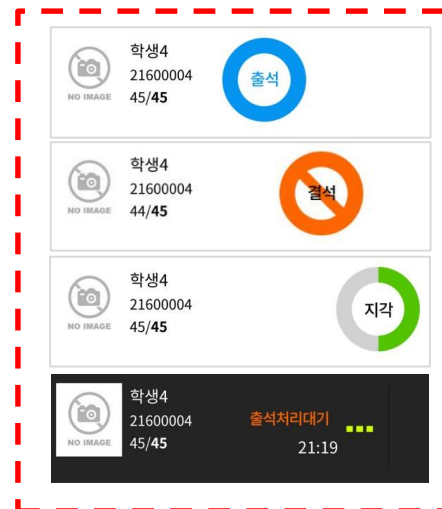 학생4
21600004
45/45
NO IMAGE
출석
학생4
21600004
44/45
NO IMAGE
결석
학생4
21600004
45/45
NO IMAGE
지각
학생4
21600004
45/45
NO IMAGE
출석처리대기
21:19